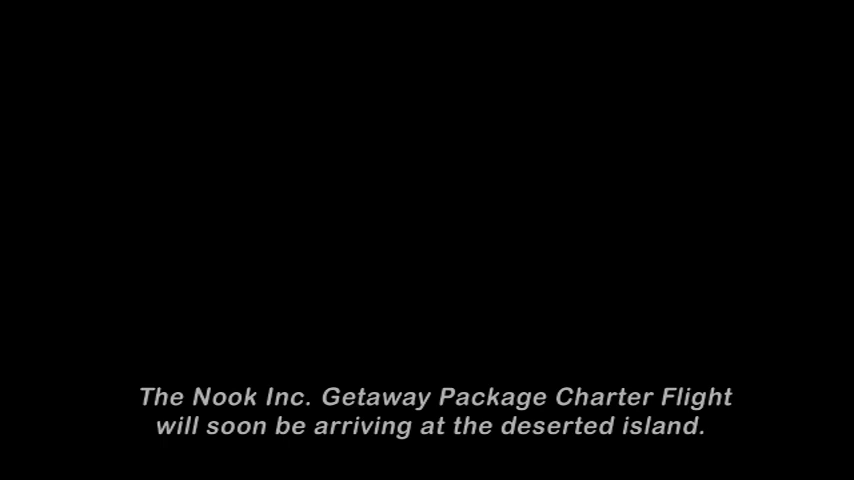 The Nook Inc. Getaway Package Charter Flight
will soon be arriving at the deserted island.